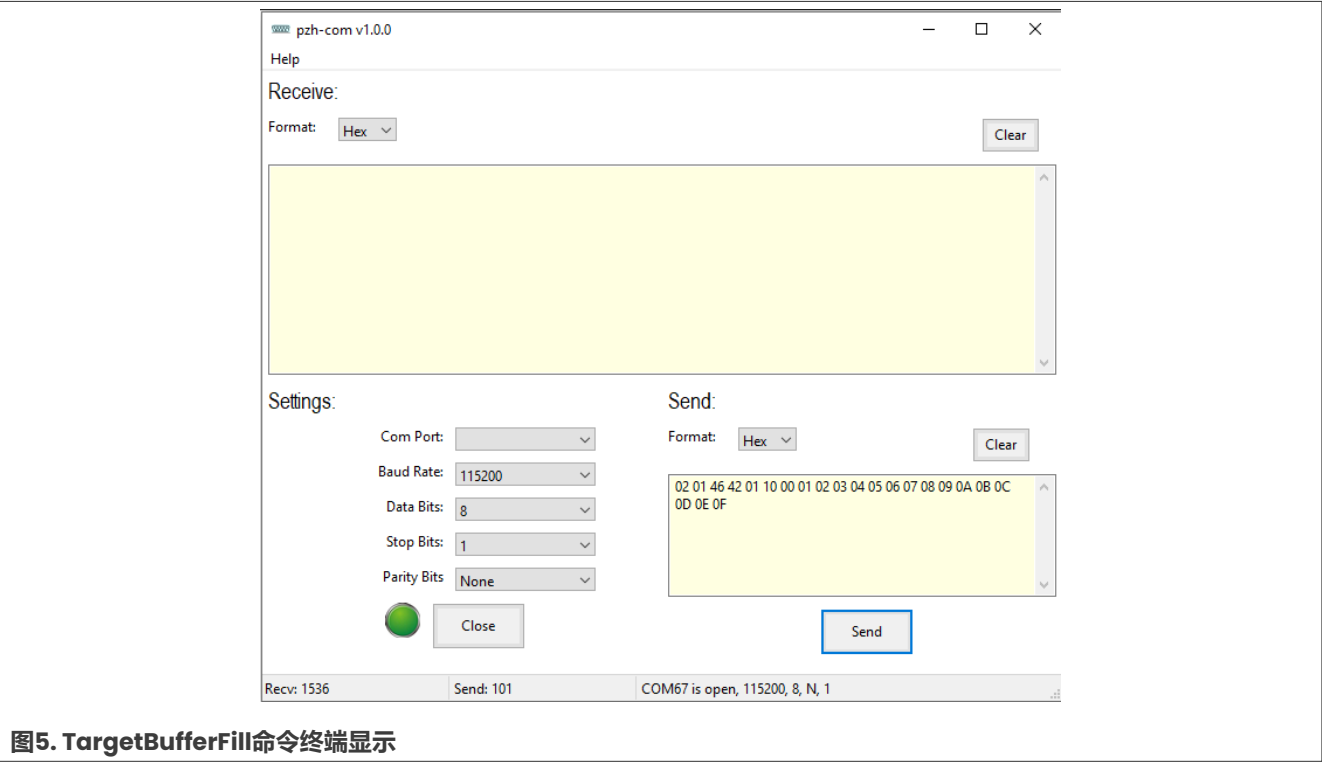 pzh-com v1.0.0
Help
Receive:
Format: Hex
Clear
Settings:
Com Port:
Baud Rate: 115200
Data Bits: 8
Stop Bits: 1
Parity Bits None
Close
Send:
Format: Hex
Clear
02 01 46 42 01 10 00 01 02 03 04 05 06 07 08 09 0A 0B 0C
0D 0E 0F
Send
Recv: 1536
Send: 101
COM67 is open, 115200, 8, N, 1
图5. TargetBufferFill命令终端显示